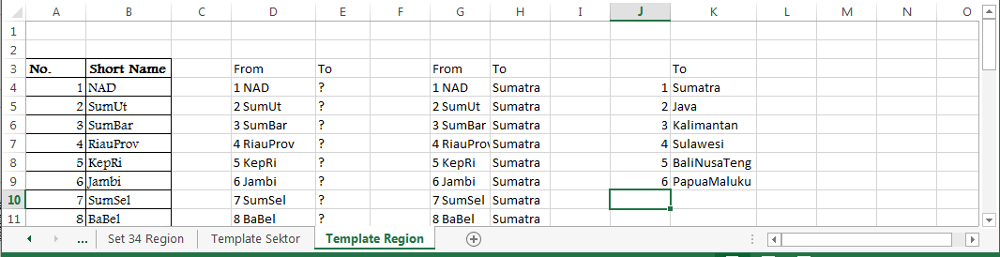 A B C D E F G H I J K L M N O
1
2
3 No. Short Name From To From To To
4 1 NAD 1 NAD ? 1 NAD Sumatra 1 Sumatra
5 2 SumUt 2 SumUt ? 2 SumUt Sumatra 2 Java
6 3 SumBar 3 SumBar ? 3 SumBar Sumatra 3 Kalimantan
7 4 RiauProv 4 RiauProv ? 4 RiauProv Sumatra 4 Sulawesi
8 5 KepRi 5 KepRi ? 5 KepRi Sumatra 5 BaliNusaTeng
9 6 Jambi 6 Jambi ? 6 Jambi Sumatra 6 PapuaMaluku
10 7 SumSel 7 SumSel ? 7 SumSel Sumatra
11 8 BaBel 8 BaBel ? 8 BaBel Sumatra
... Set 34 Region Template Sektor Template Region